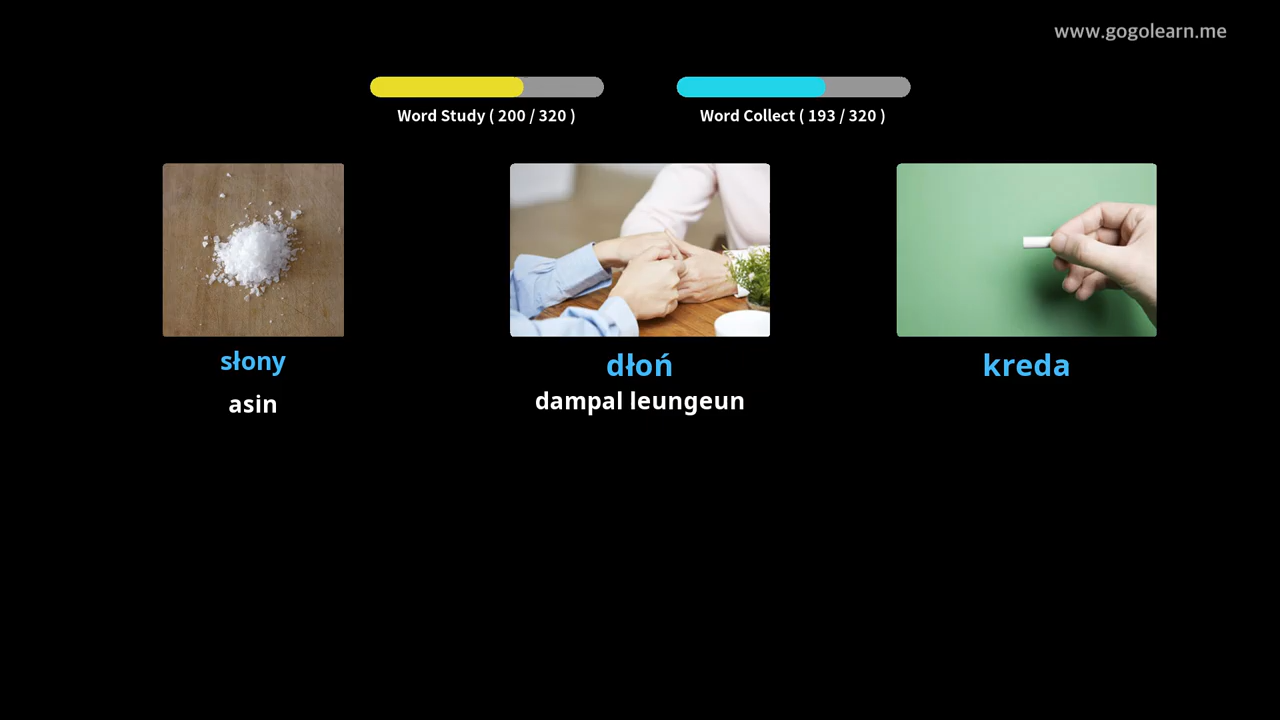 www.gogolearn.me
Word Study ( 200 / 320 )
Word Collect ( 193 / 320 )
słony
asin
dłoń
dampal leungeun
kreda